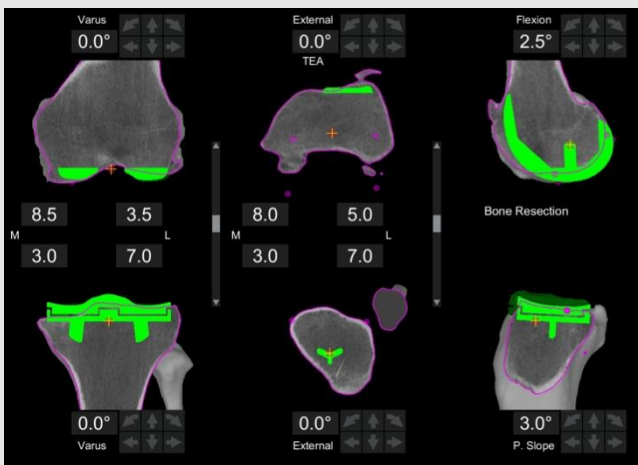 Varus
0.0°
External
0.0°
TEA
Flexion
2.5°
8.5 3.5
M L
3.0 7.0
8.0 5.0
M L
3.0 7.0
Bone Resection
0.0°
Varus
0.0°
External
3.0°
P. Slope